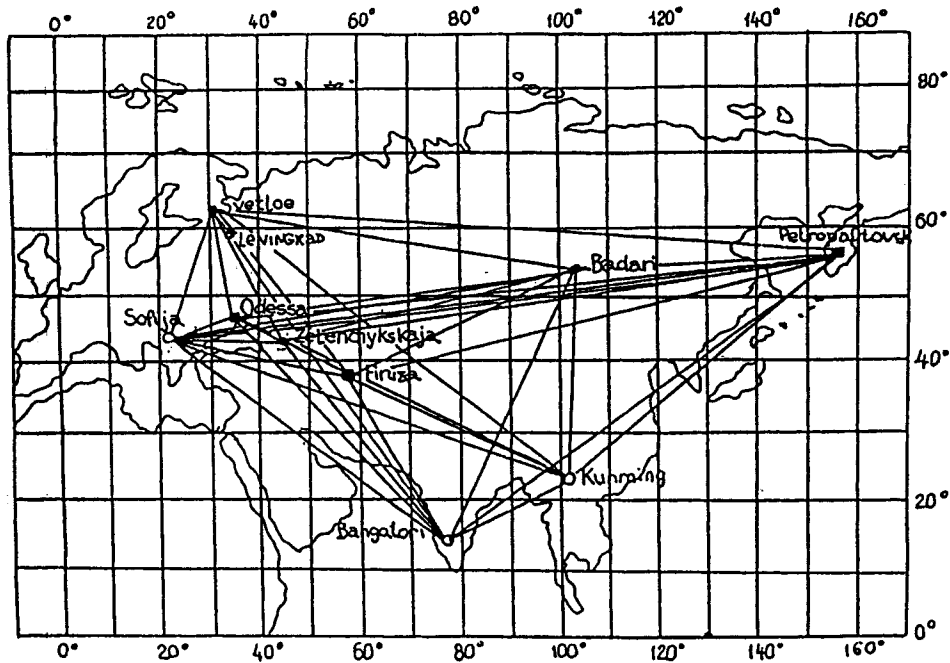 0° 20° 40° 60° 80° 100° 120° 140° 160°
80°
Svetloe
60°
Leningrad
Petropavlovsk
Badari
Odessa
Sofija
Zelenchykskaja
40°
Firiza
Kunming
20°
Bangalori
0°
0° 20° 40° 60° 80° 100° 120° 140° 160°